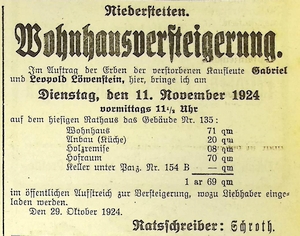 Niederstetten.
Wohnhausversteigerung.
Im Auftrag der Erben der verstorbenen Kaufleute Gabriel
und Leopold Löwenstein, hier, bringe ich am
Dienstag, den 11. November 1924
vormittags 11½ Uhr
auf dem hiesigen Rathaus das Gebäude Nr. 135:
Wohnhaus 71 qm
Anbau (Küche) 20 qm
Holzremise 08 qm
Hofraum 70 qm
Keller unter Parz. Nr. 154 B — — qm
1 ar 69 qm
im öffentlichen Aufstreich zur Versteigerung, wozu Liebhaber einge-
laden werden.
Den 29. Oktober 1924.
Ratsschreiber: Schroth.